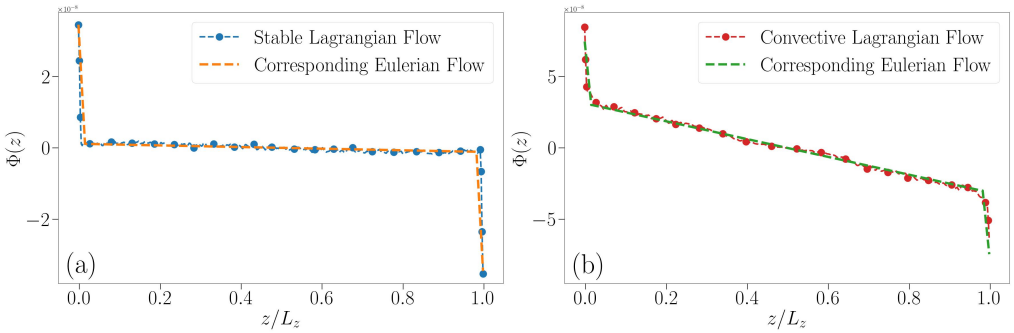 ×10⁻⁸
Stable Lagrangian Flow
Corresponding Eulerian Flow
2
0
−2
Φ(z)
(a)
0.0 0.2 0.4 0.6 0.8 1.0
z/L_z
×10⁻⁸
Convective Lagrangian Flow
Corresponding Eulerian Flow
5
0
−5
Φ(z)
(b)
0.0 0.2 0.4 0.6 0.8 1.0
z/L_z